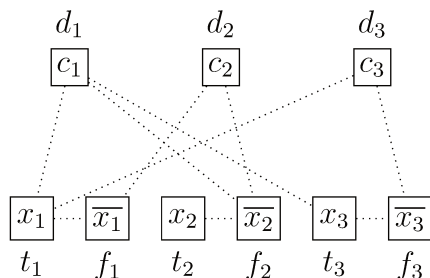 d₁ d₂ d₃
c₁ c₂ c₃
x₁ x̅₁ x₂ x̅₂ x₃ x̅₃
t₁ f₁ t₂ f₂ t₃ f₃